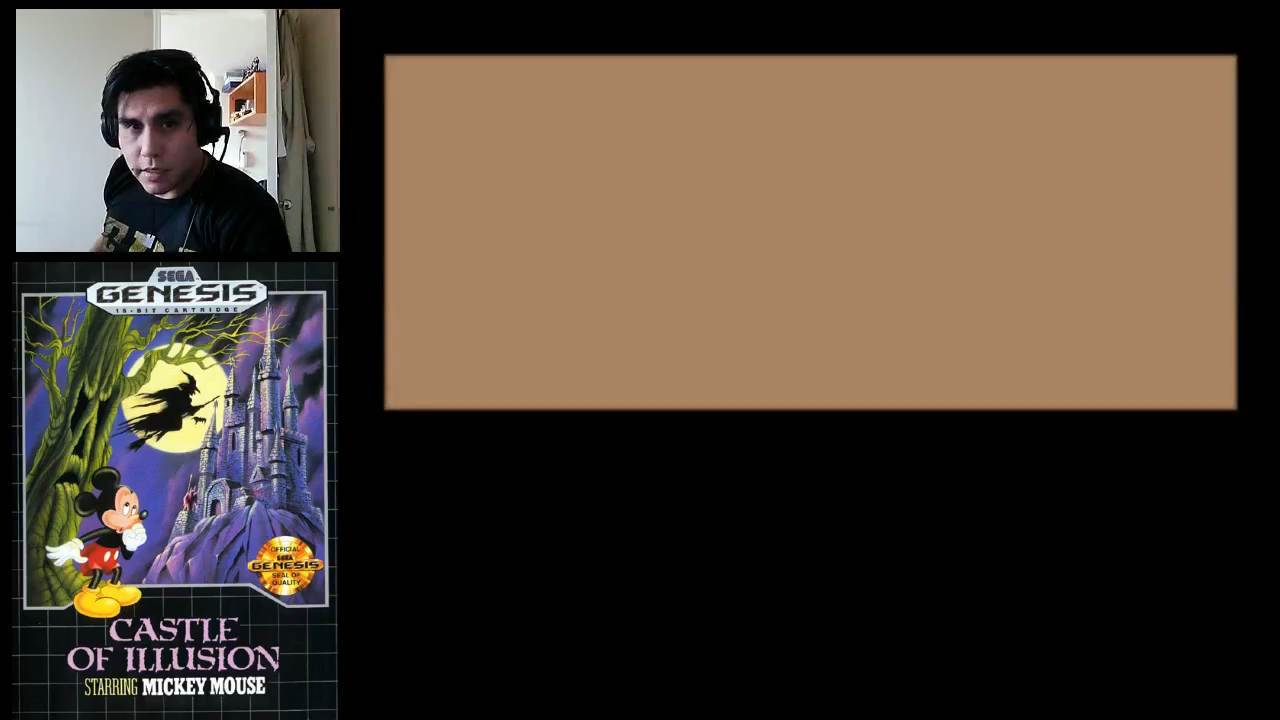 SEGA
GENESIS
16-BIT CARTRIDGE
OFFICIAL
SEGA
GENESIS
SEAL OF
QUALITY
CASTLE
OF ILLUSION
STARRING MICKEY MOUSE